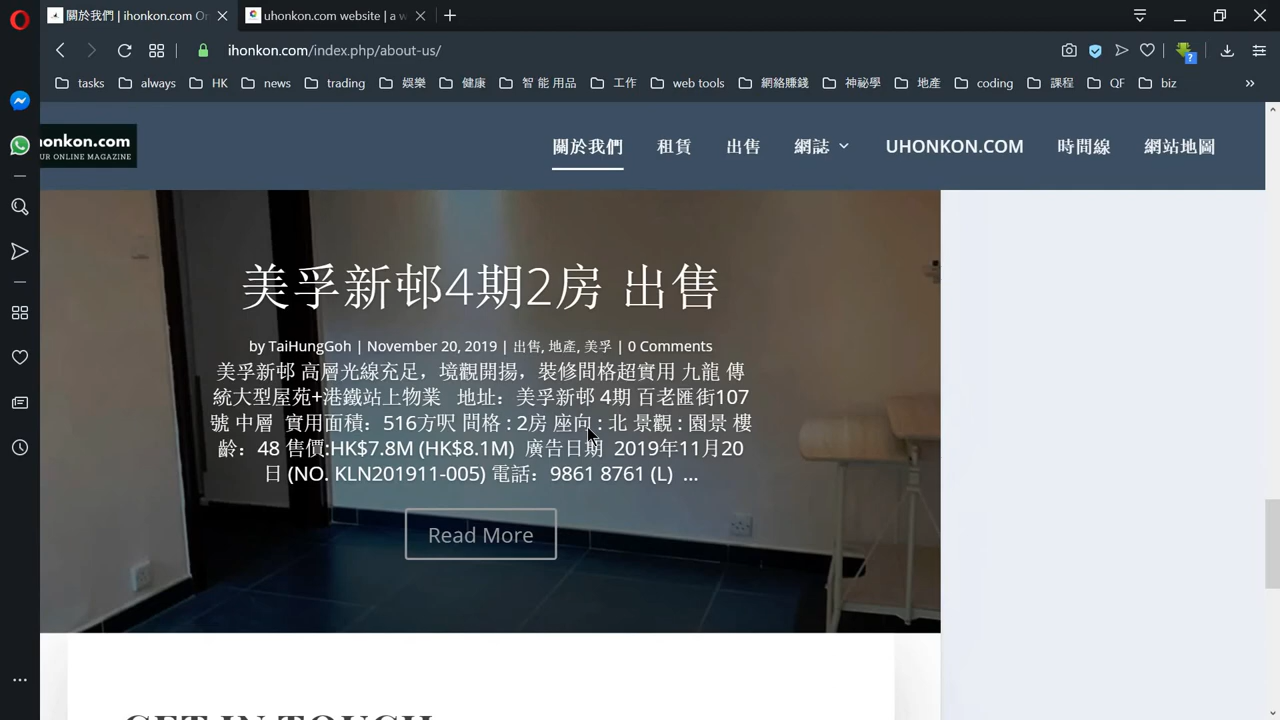 關於我們 | ihonkon.com Or
uhonkon.com website | a w
ihonkon.com/index.php/about-us/
tasks always HK news trading 娛樂 健康 智 能 用品 工作 web tools 網絡賺錢 神祕學 地產 coding 課程 QF biz
honkon.com
UR ONLINE MAGAZINE
關於我們 租賃 出售 網誌 UHONKON.COM 時間線 網站地圖
美孚新邨4期2房 出售
by TaiHungGoh | November 20, 2019 | 出售, 地產, 美孚 | 0 Comments
美孚新邨 高層光線充足，境觀開揚，裝修間格超實用 九龍 傳
統大型屋苑+港鐵站上物業 地址：美孚新邨 4期 百老匯街107
號 中層 實用面積：516方呎 間格 : 2房 座向 : 北 景觀 : 園景 樓
齡：48 售價:HK$7.8M (HK$8.1M) 廣告日期 2019年11月20
日 (NO. KLN201911-005) 電話：9861 8761 (L) ...
Read More
GET IN TOUCH